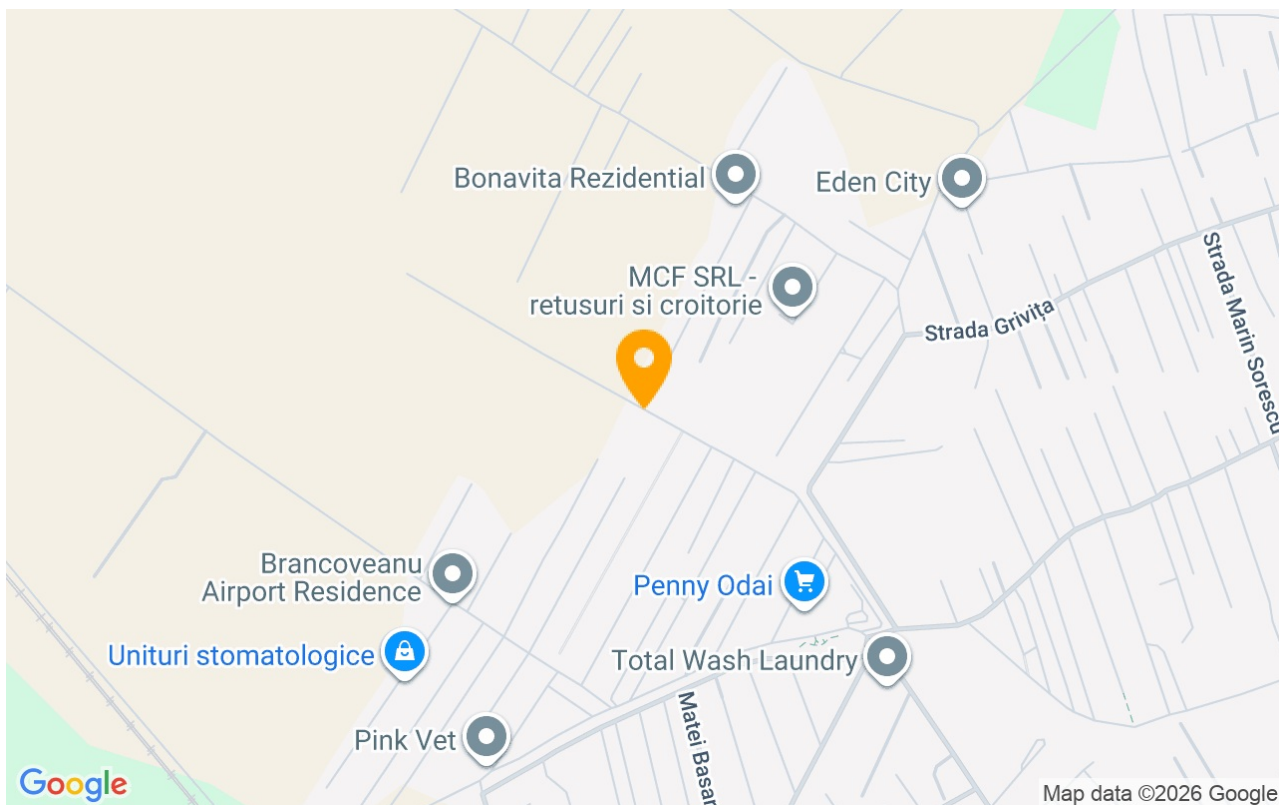 Bonavita Rezidential
Eden City
MCF SRL -
retusuri si croitorie
Strada Grivița
Strada Marin Sorescu
Brancoveanu
Airport Residence
Penny Odai
Unituri stomatologice
Total Wash Laundry
Matei Basar
Pink Vet
Google
Map data ©2026 Google